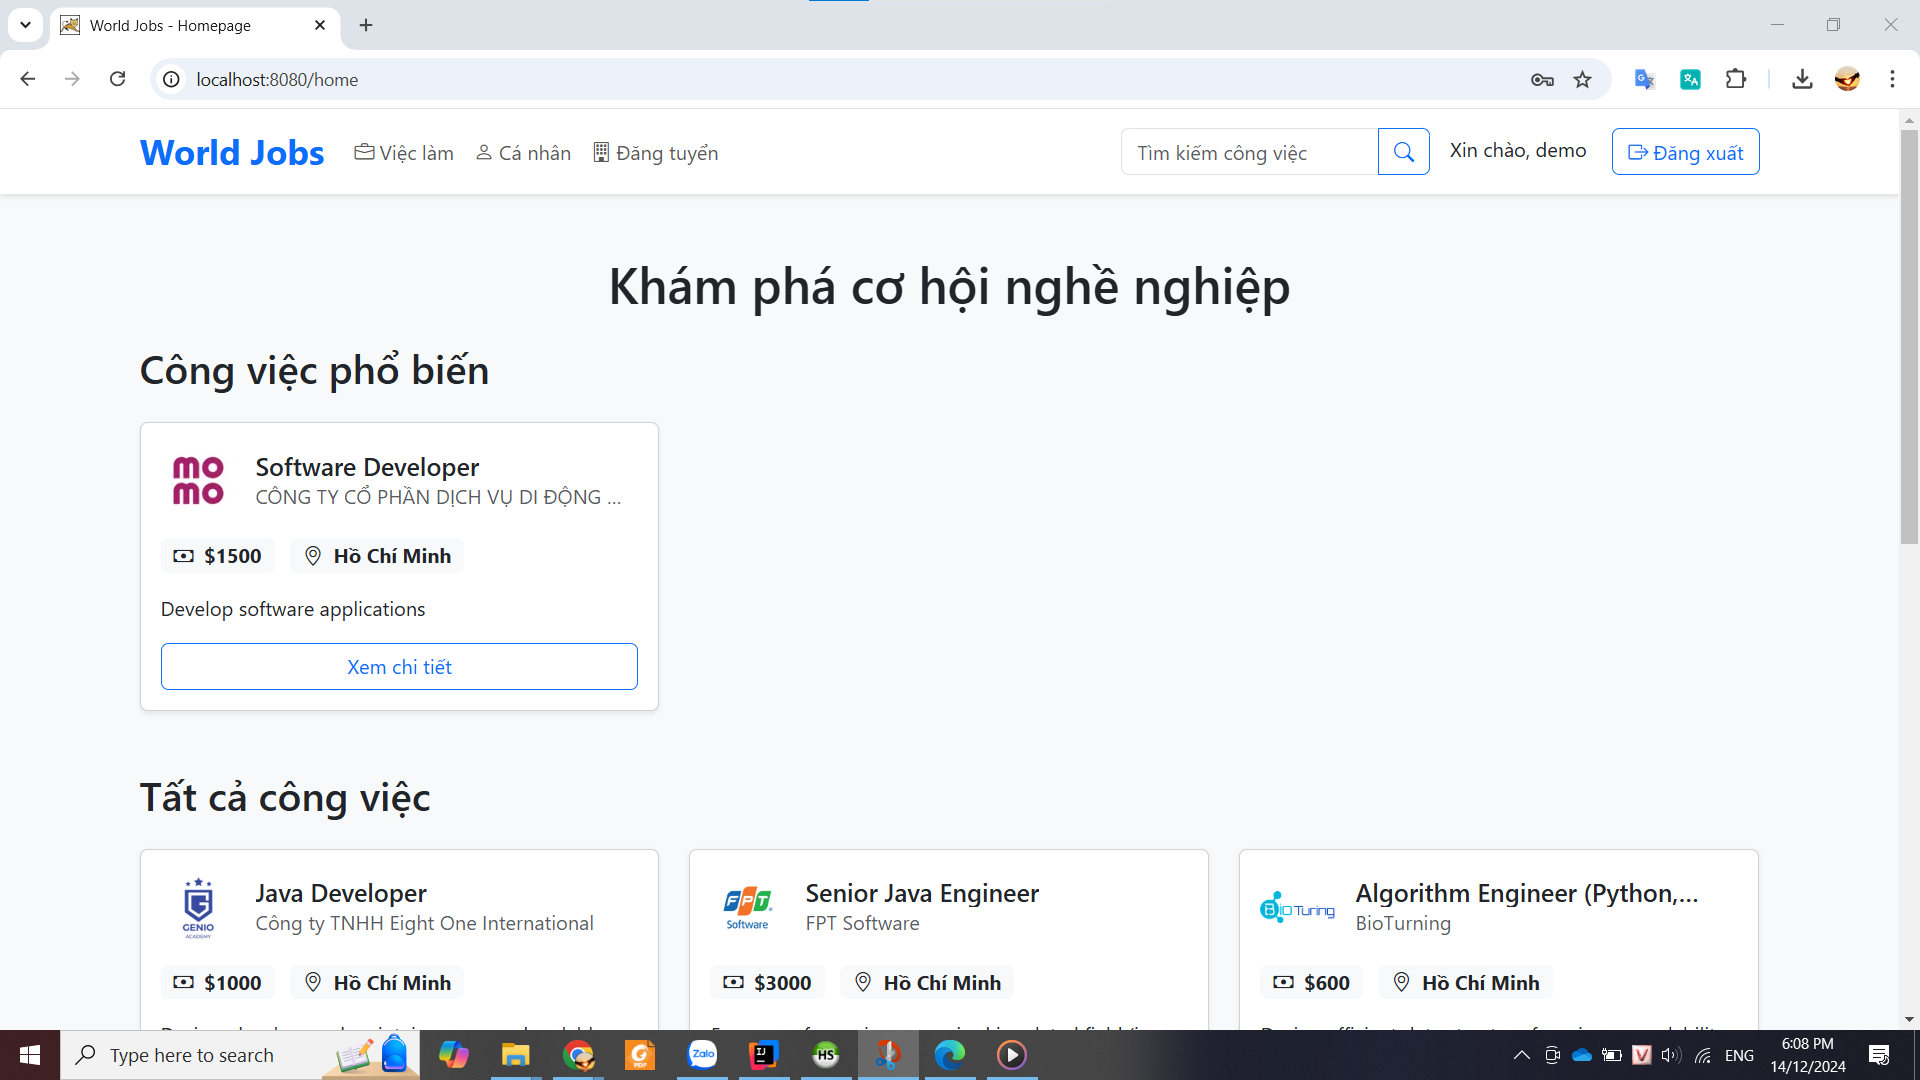 World Jobs - Homepage
localhost:8080/home
World Jobs Việc làm Cá nhân Đăng tuyển Tìm kiếm công việc Xin chào, demo Đăng xuất
Khám phá cơ hội nghề nghiệp
Công việc phổ biến
mo
mo
Software Developer
CÔNG TY CỔ PHẦN DỊCH VỤ DI ĐỘNG ...
$1500 Hồ Chí Minh
Develop software applications
Xem chi tiết
Tất cả công việc
GENIO
ACADEMY
Java Developer
Công ty TNHH Eight One International
$1000 Hồ Chí Minh
FPT
Software
Senior Java Engineer
FPT Software
$3000 Hồ Chí Minh
BioTuring
Algorithm Engineer (Python,...
BioTurning
$600 Hồ Chí Minh
Type here to search
PDF
Zalo
IJ
HS
ENG
6:08 PM
14/12/2024